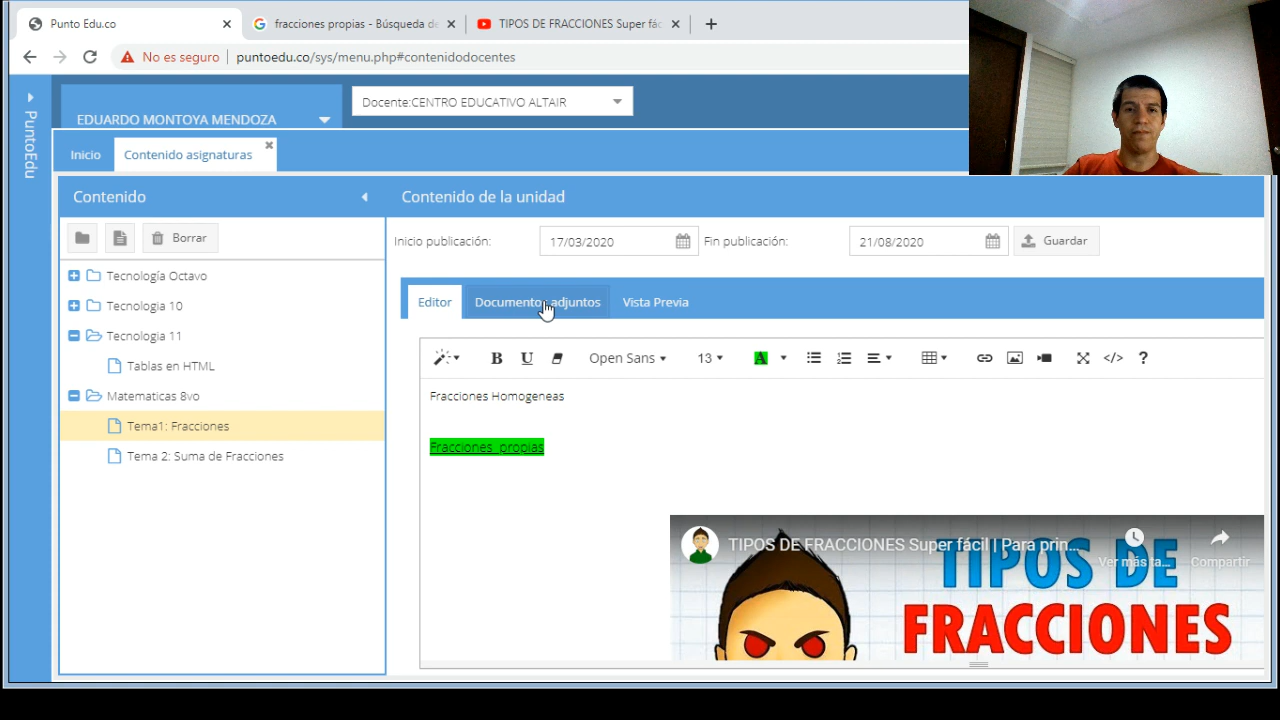 Punto Edu.co
fracciones propias - Búsqueda de
TIPOS DE FRACCIONES Super fác
No es seguro
puntoedu.co/sys/menu.php#contenidodocentes
PuntoEdu
EDUARDO MONTOYA MENDOZA
Docente:CENTRO EDUCATIVO ALTAIR
Inicio
Contenido asignaturas
Contenido
Borrar
Tecnología Octavo
Tecnologia 10
Tecnologia 11
Tablas en HTML
Matematicas 8vo
Tema1: Fracciones
Tema 2: Suma de Fracciones
Contenido de la unidad
Inicio publicación:
17/03/2020
Fin publicación:
21/08/2020
Guardar
Editor
Documentos adjuntos
Vista Previa
B U Open Sans 13 A </> ?
Fracciones Homogeneas
Fracciones propias
TIPOS DE FRACCIONES Super fácil | Para prin...
Ver más ta...
Compartir
TIPOS DE
FRACCIONES